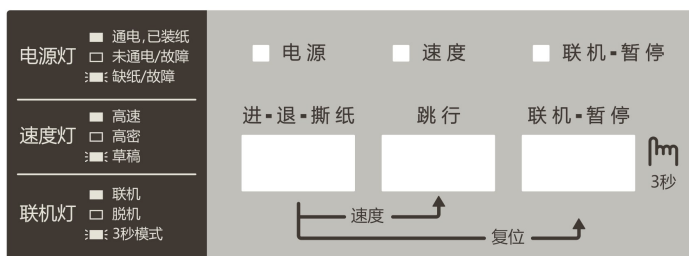 电源灯
通电,已装纸
未通电/故障
缺纸/故障
速度灯
高速
高密
草稿
联机灯
联机
脱机
3秒模式
电源
速度
联机-暂停
进-退-撕纸
跳行
联机-暂停
3秒
速度
复位